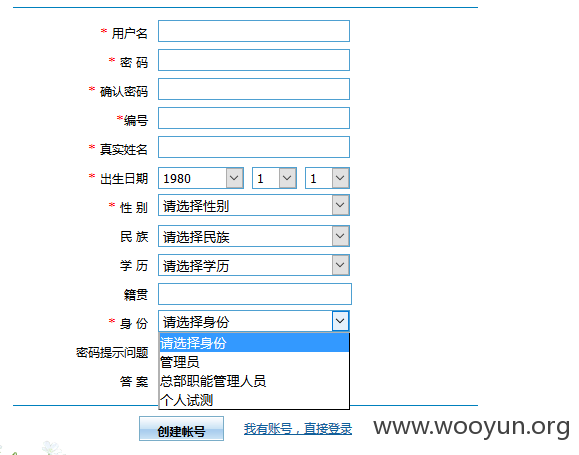 * 用户名
* 密 码
* 确认密码
*编号
* 真实姓名
* 出生日期 1980 1 1
* 性 别 请选择性别
民 族 请选择民族
学 历 请选择学历
籍贯
* 身 份 请选择身份
请选择身份
密码提示问题 管理员
总部职能管理人员
答 案 个人试测
创建帐号 我有账号，直接登录
www.wooyun.org